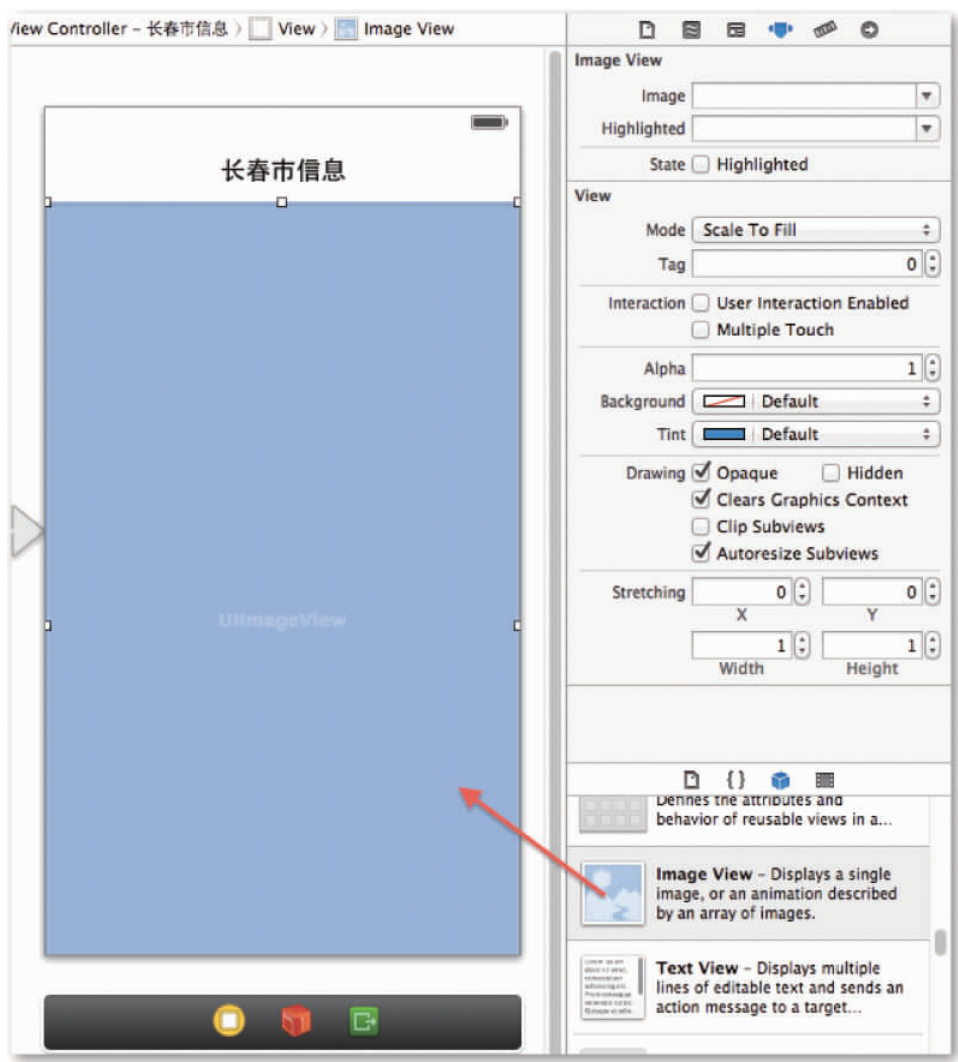 View Controller – 长春市信息 〉 View 〉 Image View
长春市信息
UIImageView
Image View
Image
Highlighted
State Highlighted
View
Mode Scale To Fill
Tag 0
Interaction User Interaction Enabled
Multiple Touch
Alpha 1
Background Default
Tint Default
Drawing Opaque Hidden
Clears Graphics Context
Clip Subviews
Autoresize Subviews
Stretching 0 0
X Y
1 1
Width Height
{ }
Defines the attributes and
behavior of reusable views in a...
Image View – Displays a single
image, or an animation described
by an array of images.
Text View – Displays multiple
lines of editable text and sends an
action message to a target...